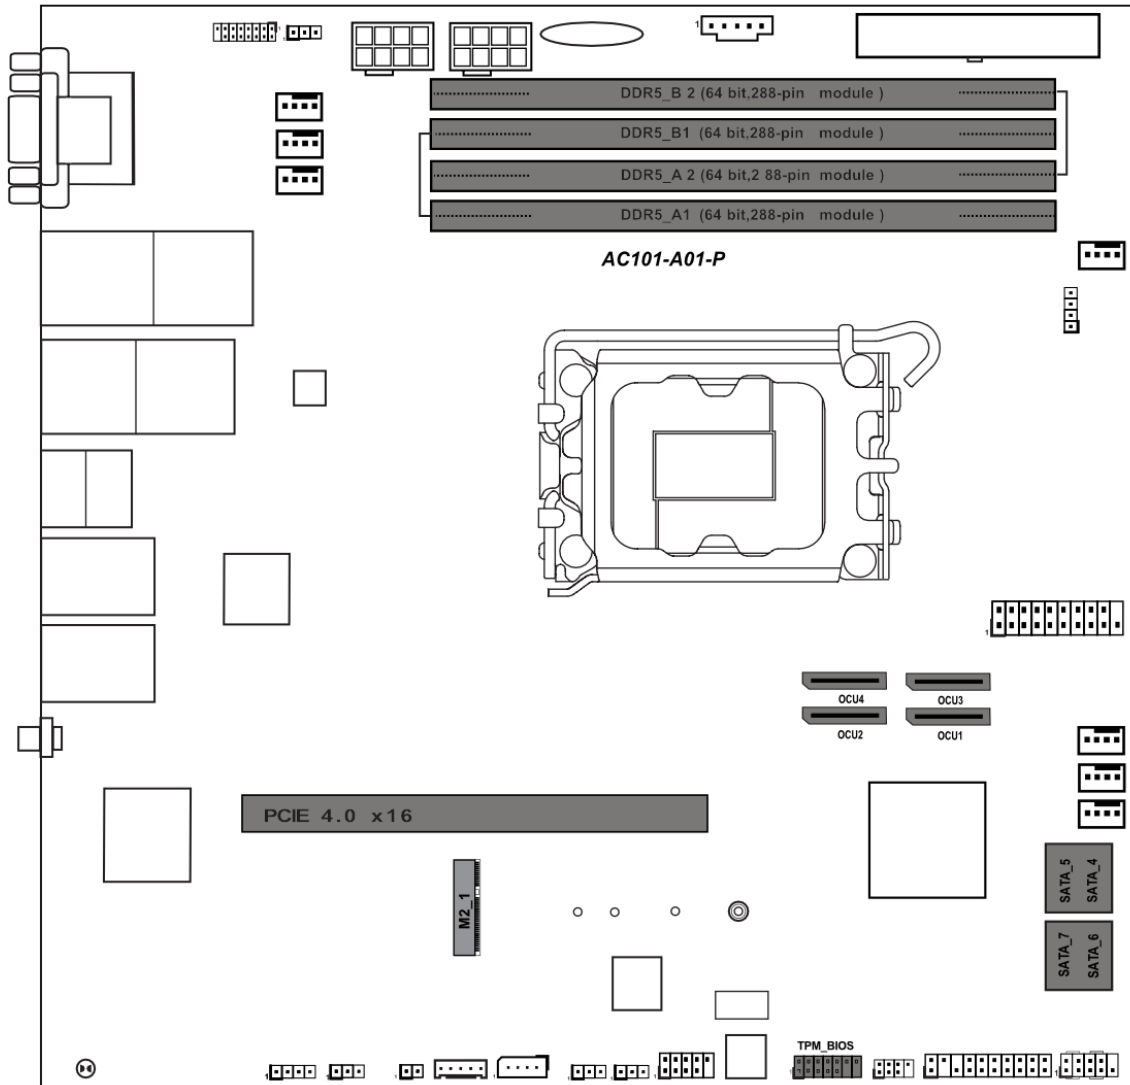 1
DDR5_B 2 (64 bit,288-pin module )
DDR5_B1 (64 bit,288-pin module )
DDR5_A 2 (64 bit,2 88-pin module )
DDR5_A1 (64 bit,288-pin module )
AC101-A01-P
1
OCU4
OCU3
OCU2
OCU1
PCIE 4.0 x16
SATA_5
SATA_4
M2_1
SATA_7
SATA_6
TPM_BIOS